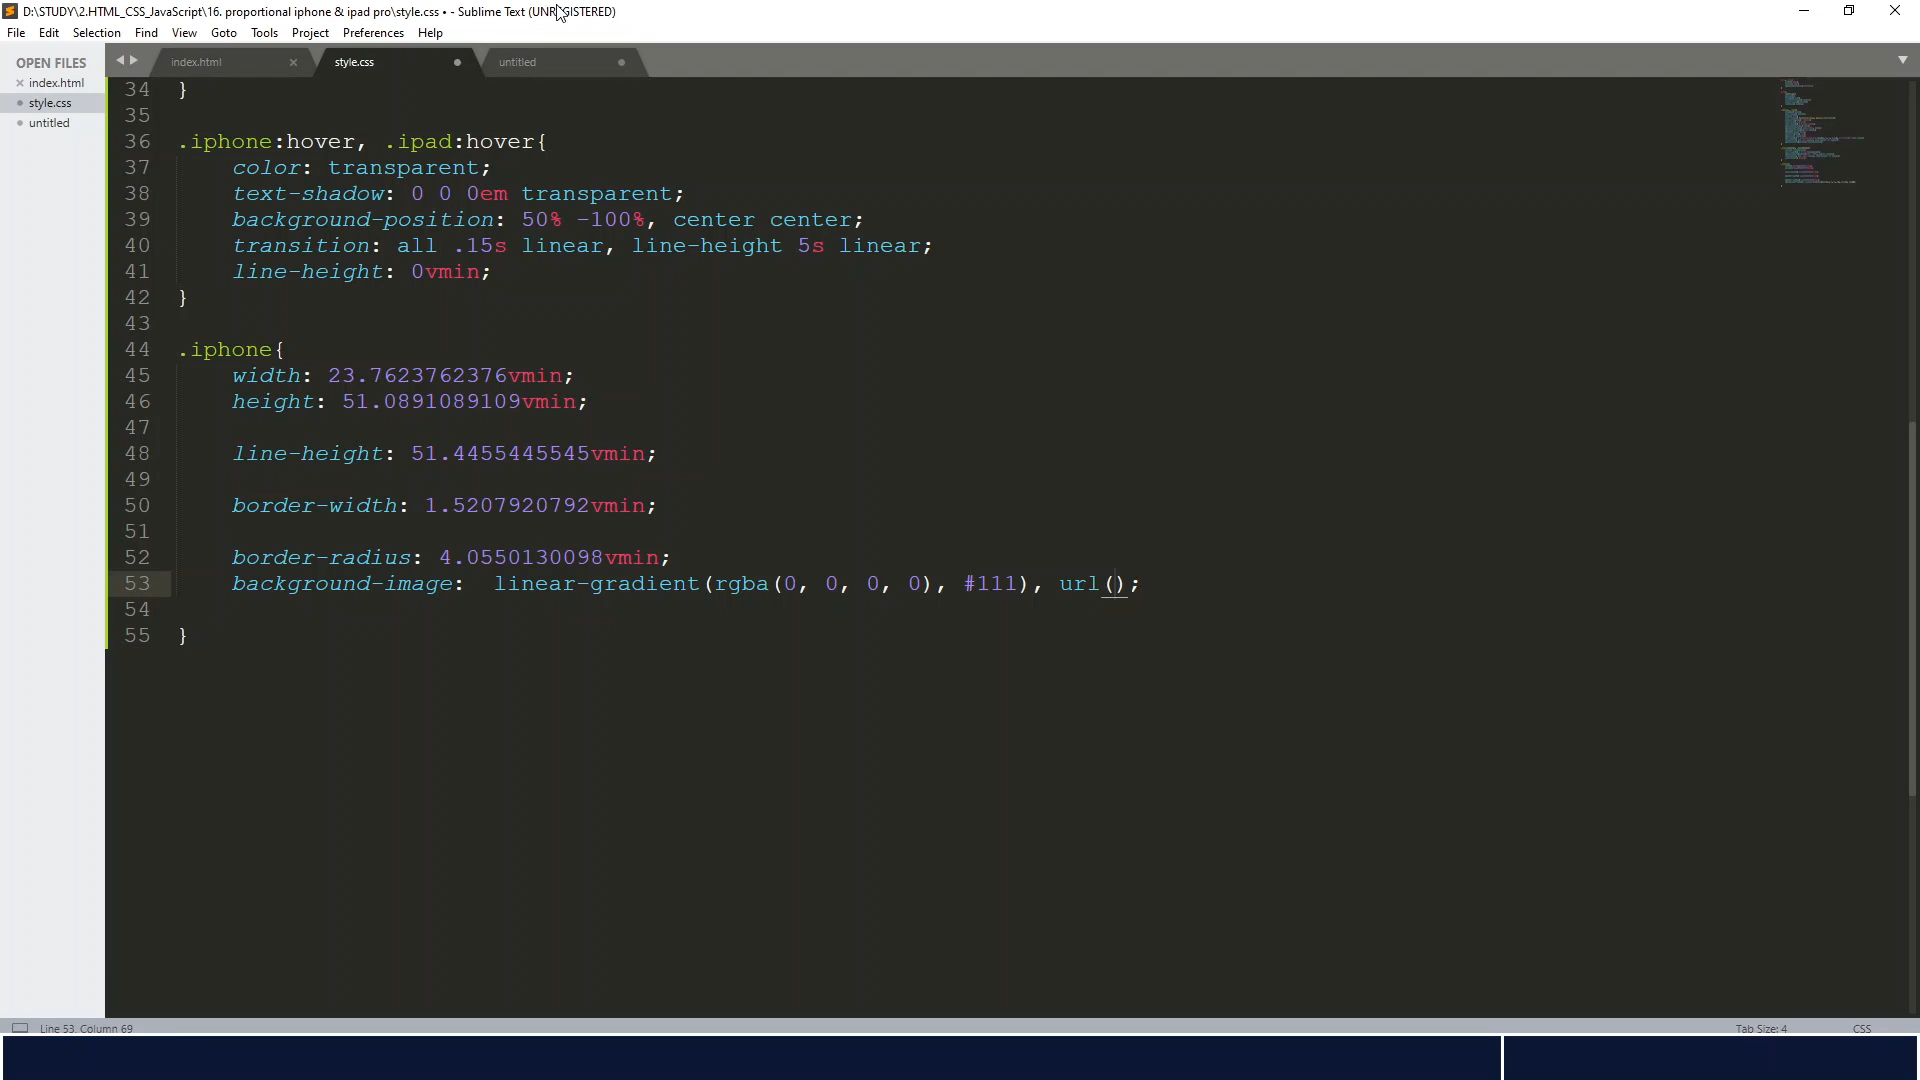 D:\STUDY\2.HTML_CSS_JavaScript\16. proportional iphone & ipad pro\style.css • - Sublime Text (UNREGISTERED)
File Edit Selection Find View Goto Tools Project Preferences Help
OPEN FILES
index.html
style.css
untitled
index.html style.css untitled
34 }
35
36 .iphone:hover, .ipad:hover{
37 color: transparent;
38 text-shadow: 0 0 0em transparent;
39 background-position: 50% -100%, center center;
40 transition: all .15s linear, line-height 5s linear;
41 line-height: 0vmin;
42 }
43
44 .iphone{
45 width: 23.7623762376vmin;
46 height: 51.0891089109vmin;
47
48 line-height: 51.4455445545vmin;
49
50 border-width: 1.5207920792vmin;
51
52 border-radius: 4.0550130098vmin;
53 background-image:  linear-gradient(rgba(0, 0, 0, 0), #111), url();
54
55 }
Line 53, Column 69 Tab Size: 4 CSS